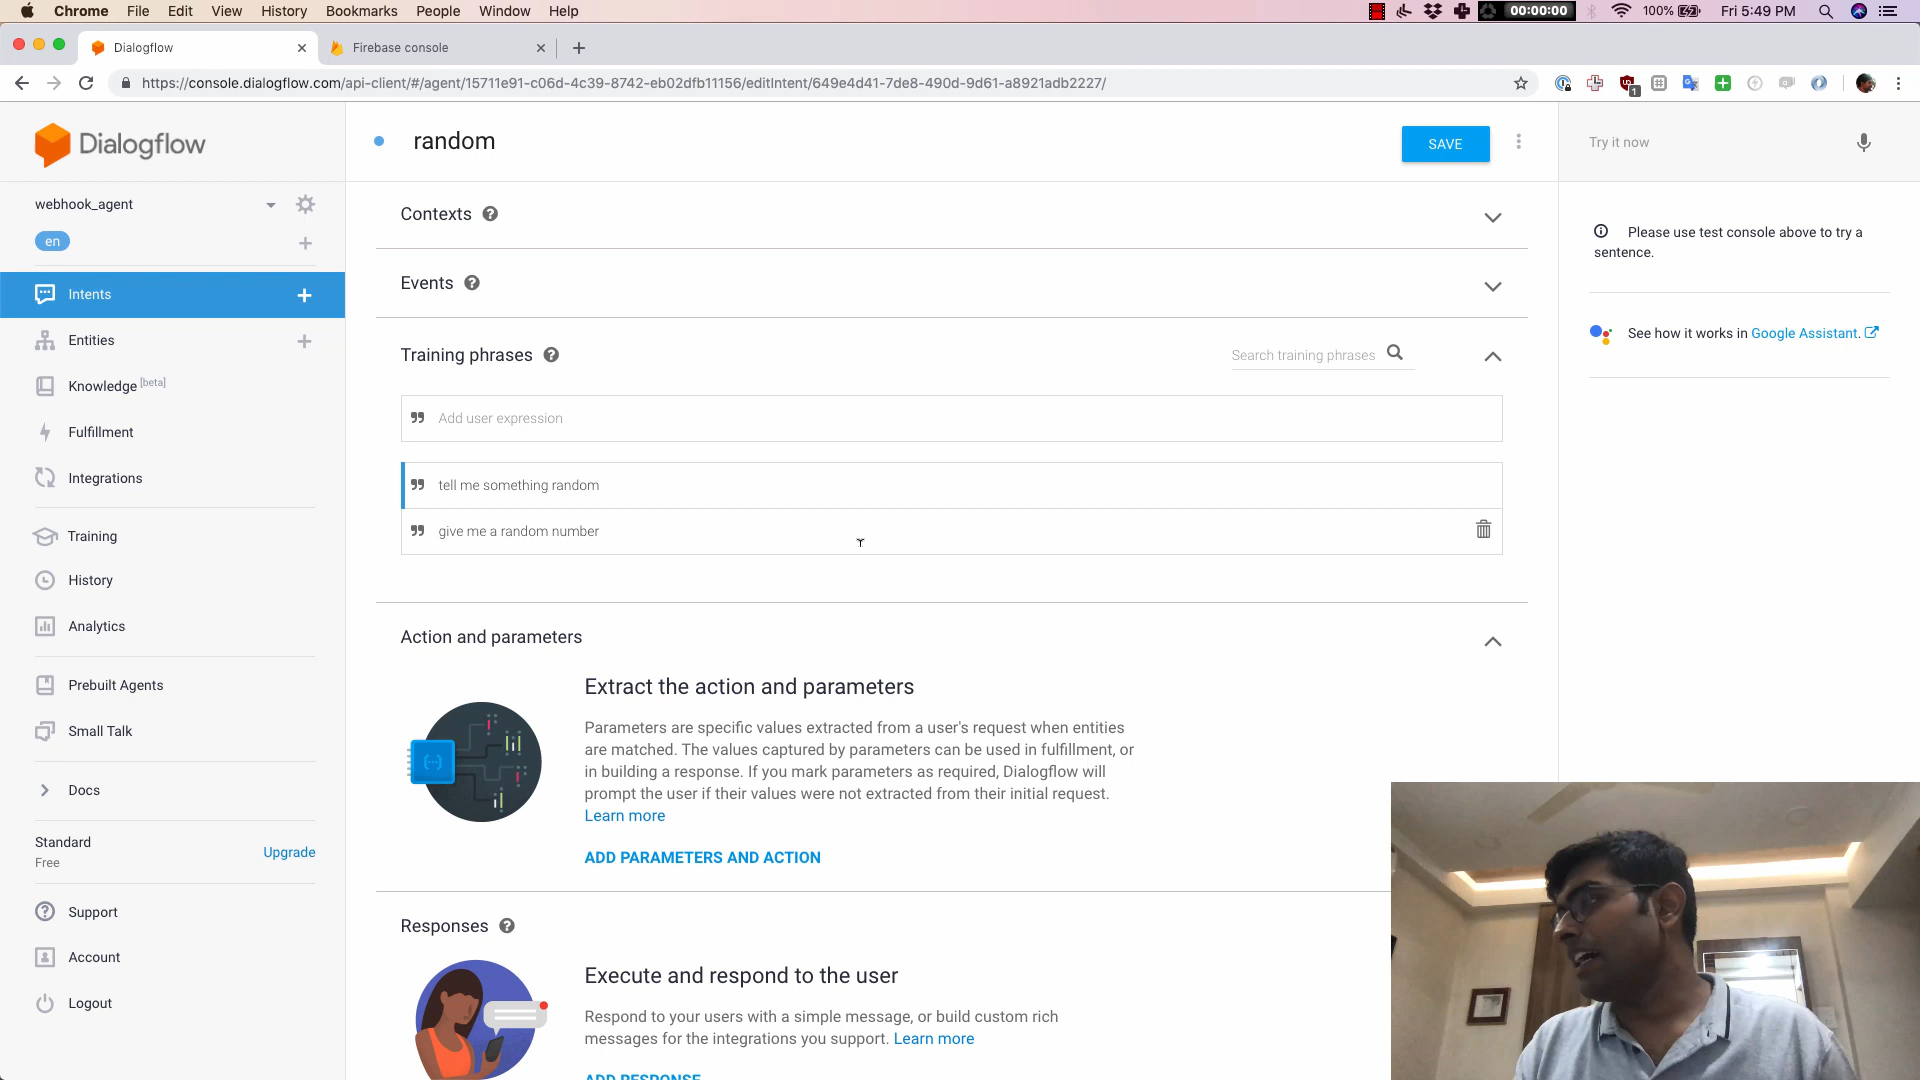 Chrome File Edit View History Bookmarks People Window Help 00:00:00 100% Fri 5:49 PM
Dialogflow Firebase console
https://console.dialogflow.com/api-client/#/agent/15711e91-c06d-4c39-8742-eb02dfb11156/editIntent/649e4d41-7de8-490d-9d61-a8921adb2227/
1
Dialogflow
webhook_agent
en
Intents
Entities
Knowledge [beta]
Fulfillment
Integrations
Training
History
Analytics
Prebuilt Agents
Small Talk
Docs
Standard
Free
Upgrade
Support
Account
Logout
random
SAVE
Contexts
Events
Training phrases
Search training phrases
Add user expression
tell me something random
give me a random number
Action and parameters
Extract the action and parameters
Parameters are specific values extracted from a user's request when entities
are matched. The values captured by parameters can be used in fulfillment, or
in building a response. If you mark parameters as required, Dialogflow will
prompt the user if their values were not extracted from their initial request.
Learn more
ADD PARAMETERS AND ACTION
Responses
Execute and respond to the user
Respond to your users with a simple message, or build custom rich
messages for the integrations you support. Learn more
ADD RESPONSE
Try it now
Please use test console above to try a
sentence.
See how it works in Google Assistant.